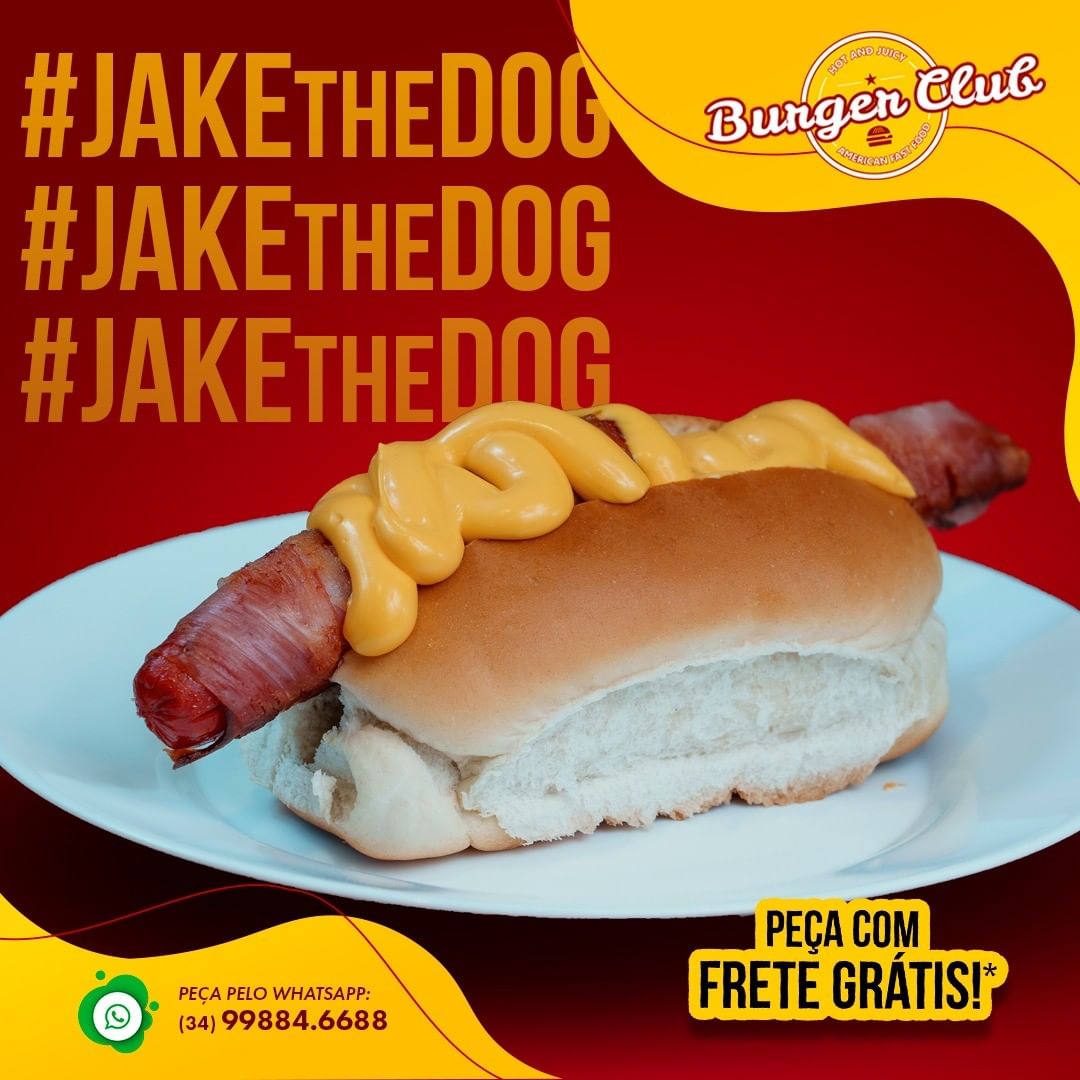 #JAKETHEDOG
#JAKETHEDOG
#JAKETHEDOG
HOT AND JUICY
Burger Club
AMERICAN FAST FOOD
PEÇA COM
FRETE GRÁTIS!*
PEÇA PELO WHATSAPP:
(34) 99884.6688